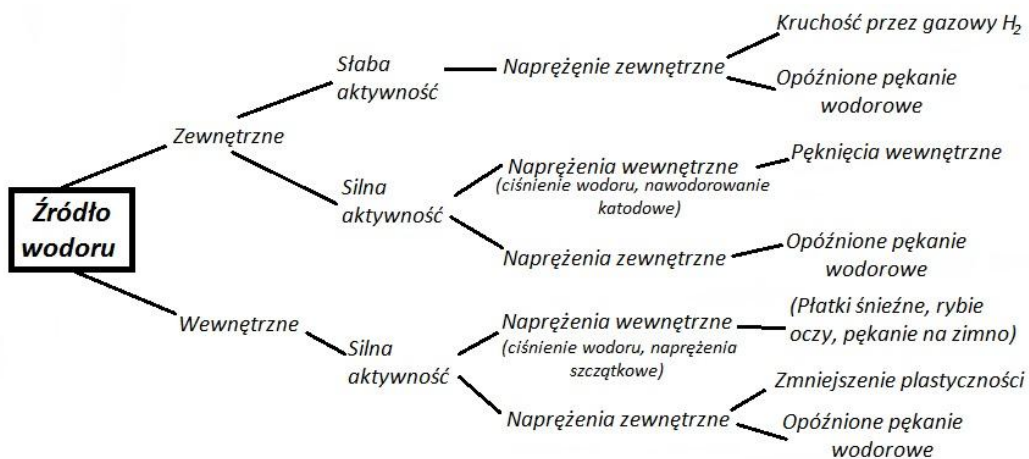 Kruchość przez gazowy H₂
Słaba
aktywność
Naprężęnie zewnętrzne
Opóźnione pękanie
wodorowe
Zewnętrzne
Pęknięcia wewnętrzne
Naprężenia wewnętrzne
(ciśnienie wodoru, nawodorowanie
katodowe)
Silna
aktywność
Źródło
wodoru
Opóźnione pękanie
wodorowe
Naprężenia zewnętrzne
(Płatki śnieźne, rybie
oczy, pękanie na zimno)
Wewnętrzne
Naprężenia wewnętrzne
(ciśnienie wodoru, naprężenia
szczątkowe)
Silna
aktywność
Zmniejszenie plastyczności
Naprężenia zewnętrzne
Opóźnione pękanie
wodorowe